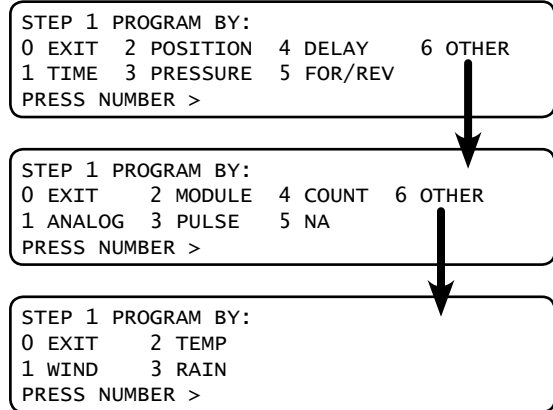 STEP 1 PROGRAM BY:
0 EXIT 2 POSITION 4 DELAY 6 OTHER
1 TIME 3 PRESSURE 5 FOR/REV
PRESS NUMBER >
STEP 1 PROGRAM BY:
0 EXIT 2 MODULE 4 COUNT 6 OTHER
1 ANALOG 3 PULSE 5 NA
PRESS NUMBER >
STEP 1 PROGRAM BY:
0 EXIT 2 TEMP
1 WIND 3 RAIN
PRESS NUMBER >